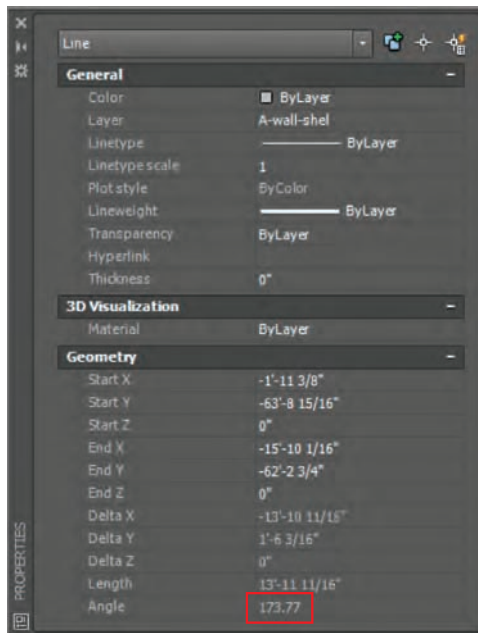 Line
General
Color ByLayer
Layer A-wall-shel
Linetype ByLayer
Linetype scale 1
Plot style ByColor
Lineweight ByLayer
Transparency ByLayer
Hyperlink
Thickness 0"
3D Visualization
Material ByLayer
Geometry
Start X -1'-11 3/8"
Start Y -63'-8 15/16"
Start Z 0"
End X -15'-10 1/16"
End Y -62'-2 3/4"
End Z 0"
Delta X -13'-10 11/16"
Delta Y 1'-6 3/16"
Delta Z 0"
Length 13'-11 11/16"
Angle 173.77
PROPERTIES